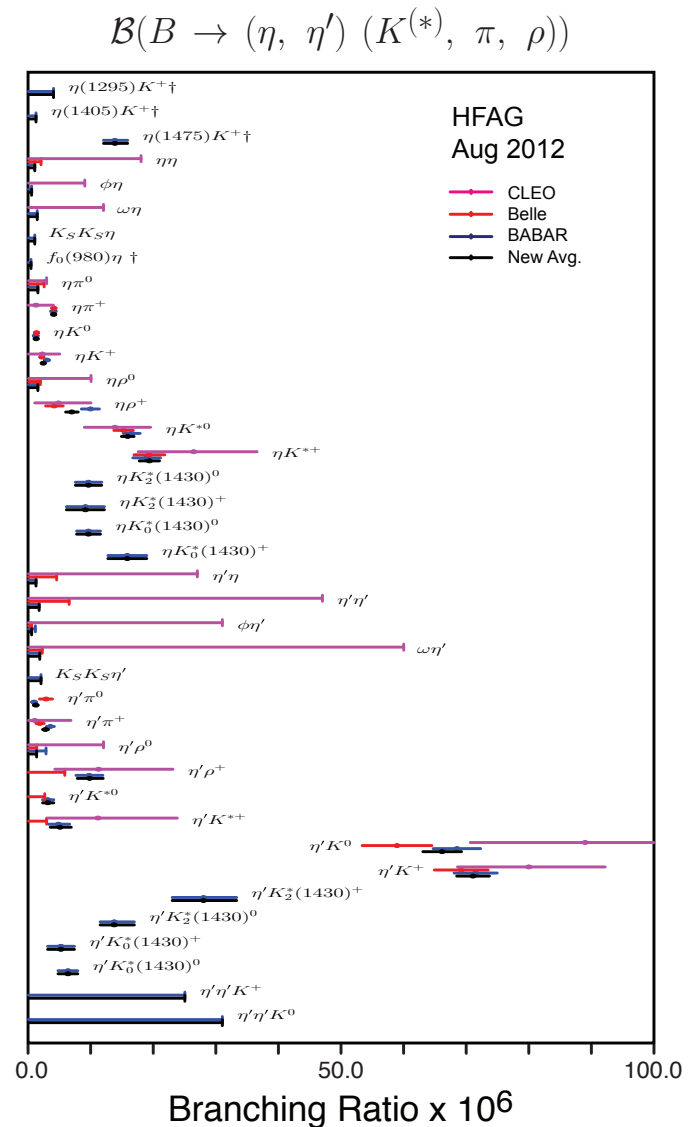 ℬ(B → (η, η′) (K⁽*⁾, π, ρ))
η(1295)K⁺†
η(1405)K⁺†
η(1475)K⁺†
HFAG
Aug 2012
CLEO
Belle
BABAR
New Avg.
ηη
ϕη
ωη
K_S K_S η
f₀(980)η †
ηπ⁰
ηπ⁺
ηK⁰
ηK⁺
ηρ⁰
ηρ⁺
ηK*⁰
ηK*⁺
ηK₂*(1430)⁰
ηK₂*(1430)⁺
ηK₀*(1430)⁰
ηK₀*(1430)⁺
η′η
η′η′
ϕη′
ωη′
K_S K_S η′
η′π⁰
η′π⁺
η′ρ⁰
η′ρ⁺
η′K*⁰
η′K*⁺
η′K⁰
η′K⁺
η′K₂*(1430)⁺
η′K₂*(1430)⁰
η′K₀*(1430)⁺
η′K₀*(1430)⁰
η′η′K⁺
η′η′K⁰
0.0 50.0 100.0
Branching Ratio x 10⁶